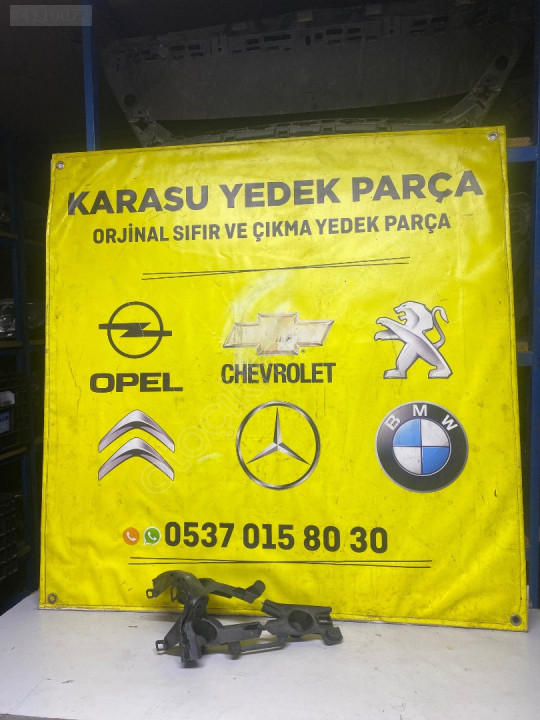 KARASU YEDEK PARÇA
ORJİNAL SIFIR VE ÇIKMA YEDEK PARÇA
OPEL
CHEVROLET
BMW
0537 015 80 30